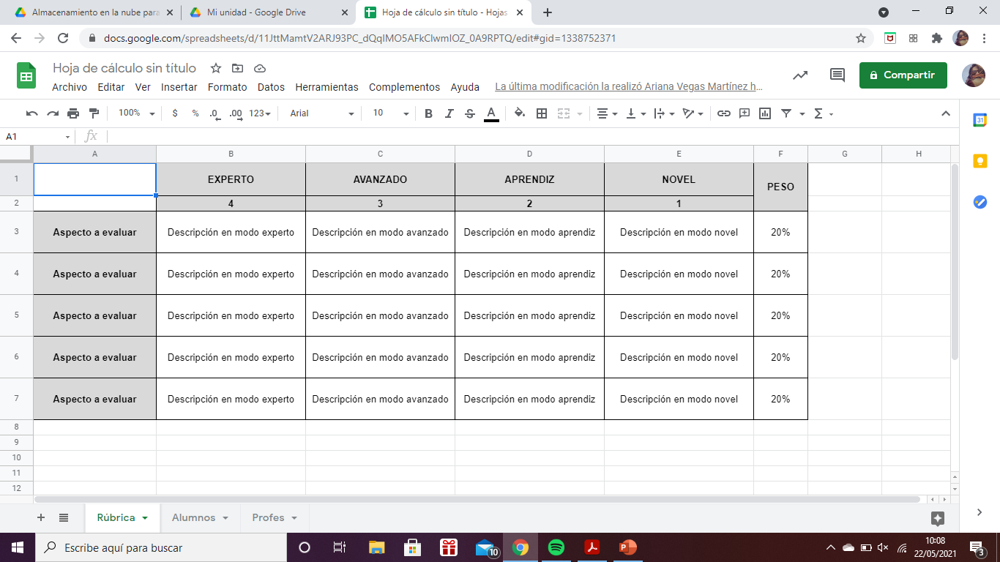 Almacenamiento en la nube para
Mi unidad - Google Drive
Hoja de cálculo sin título - Hojas
docs.google.com/spreadsheets/d/11JttMamtV2ARJ93PC_dQqIMO5AFkClwmIOZ_0A9RPTQ/edit#gid=1338752371
Hoja de cálculo sin título
Compartir
Archivo Editar Ver Insertar Formato Datos Herramientas Complementos Ayuda La última modificación la realizó Ariana Vegas Martínez h...
100% $ % .0 .00 123 Arial 10 B I S A Σ
31
A1 fx
A B C D E F G H
1 EXPERTO AVANZADO APRENDIZ NOVEL PESO
2 4 3 2 1
3 Aspecto a evaluar Descripción en modo experto Descripción en modo avanzado Descripción en modo aprendiz Descripción en modo novel 20%
4 Aspecto a evaluar Descripción en modo experto Descripción en modo avanzado Descripción en modo aprendiz Descripción en modo novel 20%
5 Aspecto a evaluar Descripción en modo experto Descripción en modo avanzado Descripción en modo aprendiz Descripción en modo novel 20%
6 Aspecto a evaluar Descripción en modo experto Descripción en modo avanzado Descripción en modo aprendiz Descripción en modo novel 20%
7 Aspecto a evaluar Descripción en modo experto Descripción en modo avanzado Descripción en modo aprendiz Descripción en modo novel 20%
8
9
10
11
12
Rúbrica Alumnos Profes
Escribe aquí para buscar
10
10:08
22/05/2021
3